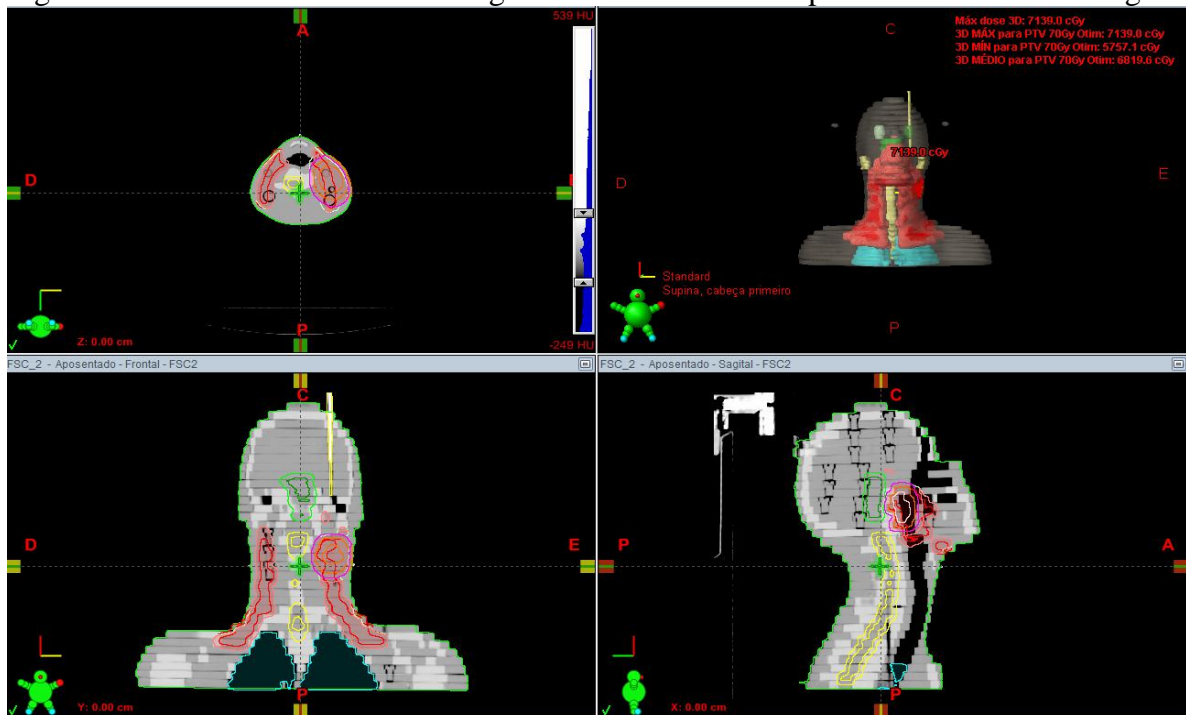 539 HU
A
D
P
-249 HU
Z: 0.00 cm
Máx dose 3D: 7139.0 cGy
3D MÁX para PTV 70Gy Otim: 7139.0 cGy
3D MÍN para PTV 70Gy Otim: 5757.1 cGy
3D MÉDIO para PTV 70Gy Otim: 6819.6 cGy
C
7139.0 cGy
D
E
Standard
Supina, cabeça primeiro
P
FSC_2 - Aposentado - Frontal - FSC2
C
D
E
P
Y: 0.00 cm
FSC_2 - Aposentado - Sagital - FSC2
C
P
A
P
X: 0.00 cm